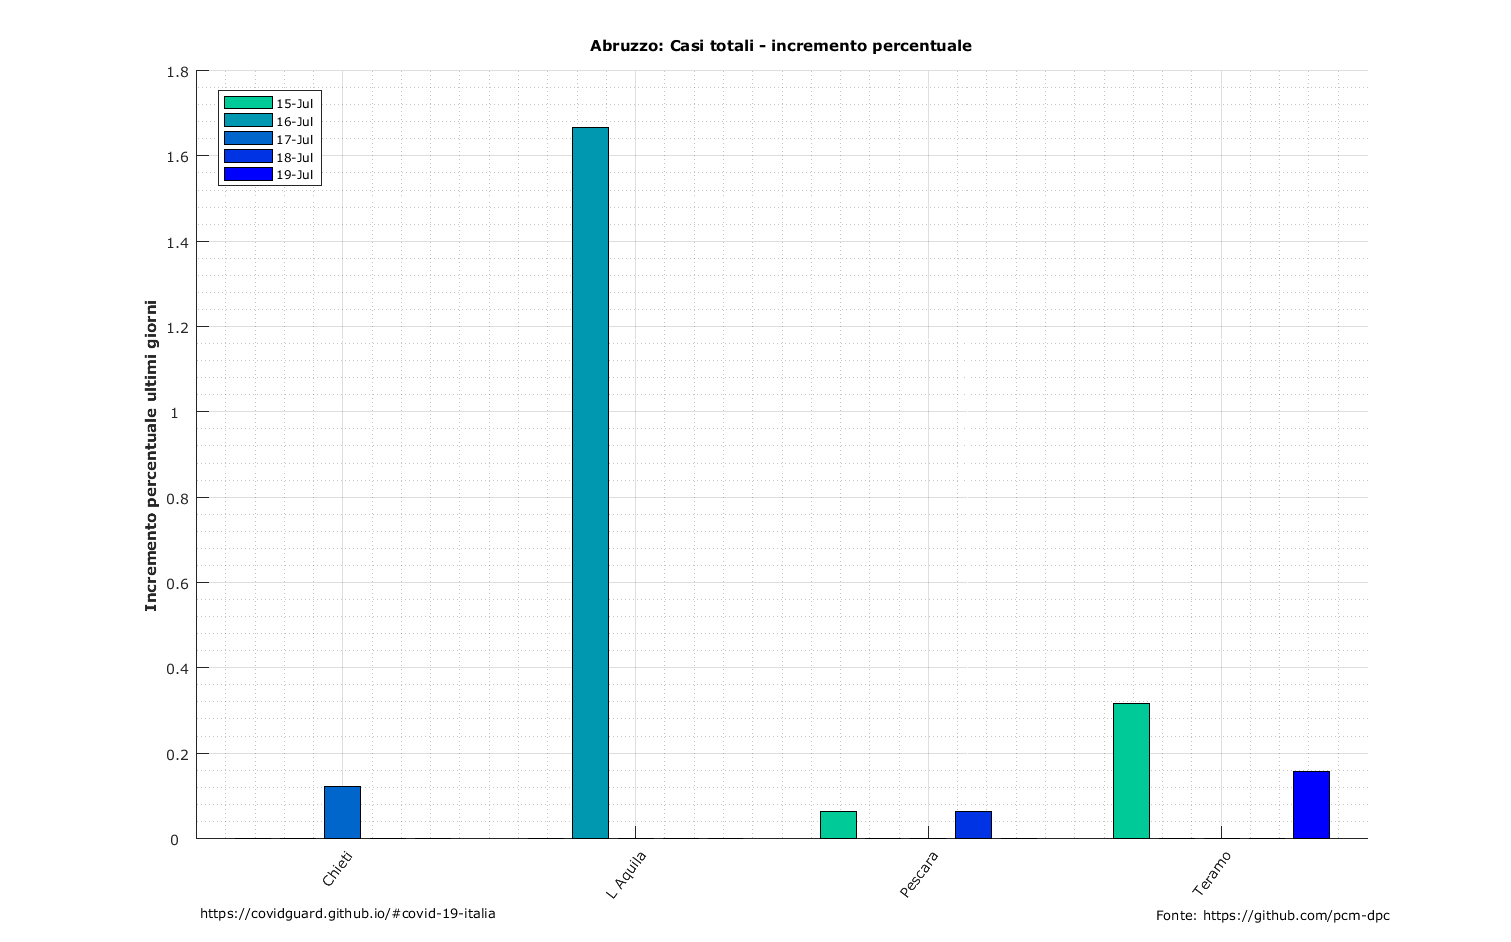 Abruzzo: Casi totali - incremento percentuale
1.8
1.6
1.4
1.2
1
0.8
0.6
0.4
0.2
0
Incremento percentuale ultimi giorni
15-Jul
16-Jul
17-Jul
18-Jul
19-Jul
Chieti
L Aquila
Pescara
Teramo
https://covidguard.github.io/#covid-19-italia
Fonte: https://github.com/pcm-dpc